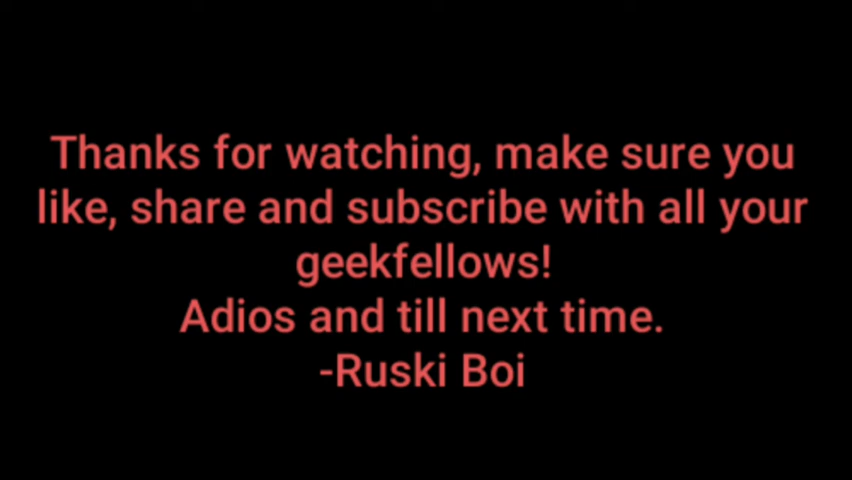 Thanks for watching, make sure you
like, share and subscribe with all your
geekfellows!
Adios and till next time.
-Ruski Boi